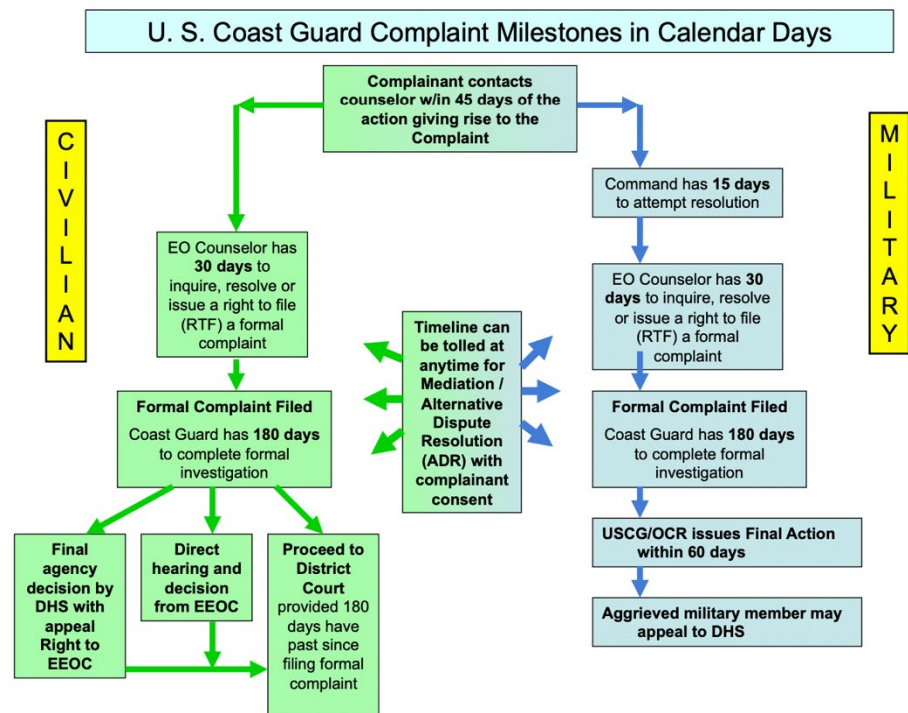 U. S. Coast Guard Complaint Milestones in Calendar Days
Complainant contacts
counselor w/in 45 days of the
action giving rise to the
Complaint
C
I
V
I
L
I
A
N
M
I
L
I
T
A
R
Y
Command has 15 days
to attempt resolution
EO Counselor has
30 days to
inquire, resolve or
issue a right to file
(RTF) a formal
complaint
EO Counselor has 30
days to inquire, resolve
or issue a right to file
(RTF) a formal
complaint
Timeline can
be tolled at
anytime for
Mediation /
Alternative
Dispute
Resolution
(ADR) with
complainant
consent
Formal Complaint Filed
Coast Guard has 180 days
to complete formal
investigation
Formal Complaint Filed
Coast Guard has 180 days
to complete formal
investigation
Final
agency
decision by
DHS with
appeal
Right to
EEOC
Direct
hearing and
decision
from EEOC
Proceed to
District
Court
provided 180
days have
past since
filing formal
complaint
USCG/OCR issues Final Action
within 60 days
Aggrieved military member may
appeal to DHS